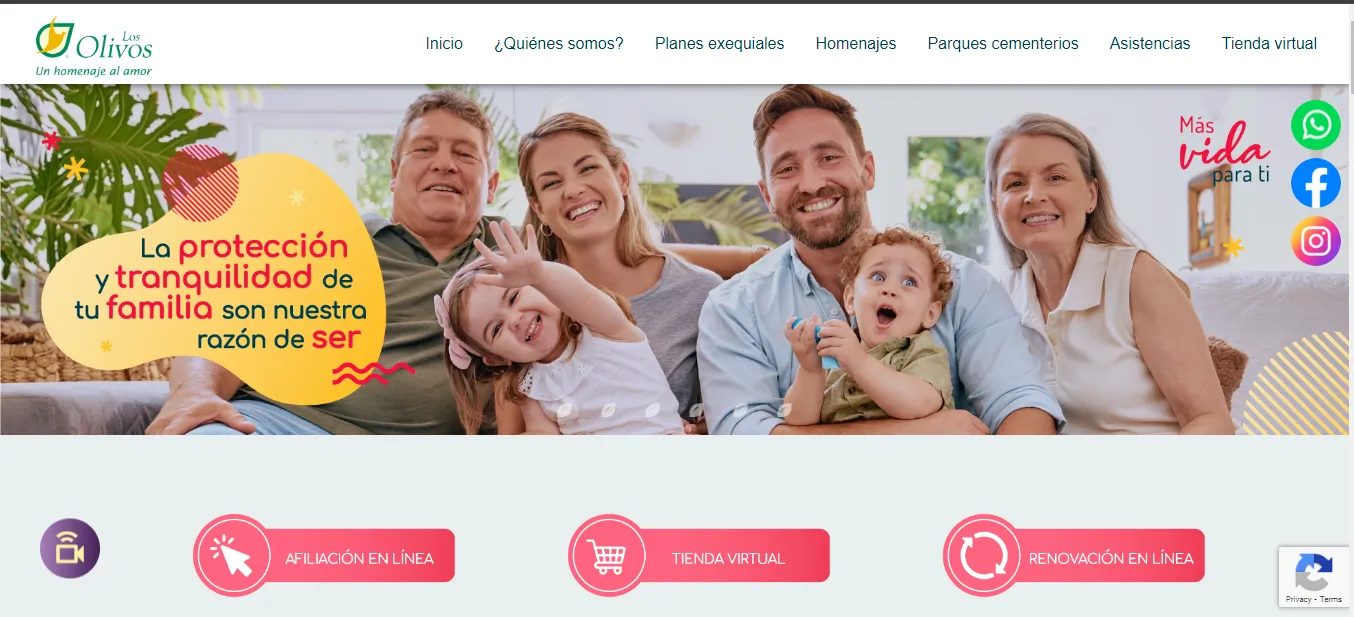 Los
Olivos
Un homenaje al amor
Inicio
¿Quiénes somos?
Planes exequiales
Homenajes
Parques cementerios
Asistencias
Tienda virtual
Más
vida
para ti
La protección
y tranquilidad de
tu familia son nuestra
razón de ser
AFILIACIÓN EN LÍNEA
TIENDA VIRTUAL
RENOVACIÓN EN LÍNEA
Privacy - Terms